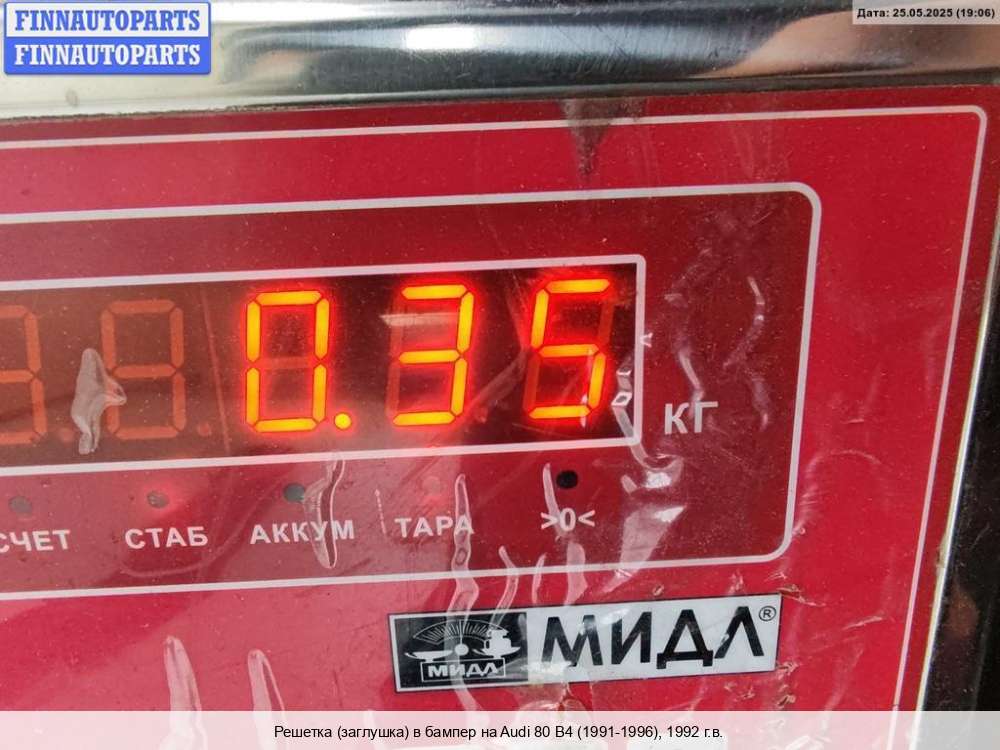 FINNAUTOPARTS
FINNAUTOPARTS
Дата: 25.05.2025 (19:06)
0.35
КГ
СЧЕТ СТАБ АККУМ ТАРА >0<
МИДЛ МИДЛ®
Решетка (заглушка) в бампер на Audi 80 B4 (1991-1996), 1992 г.в.